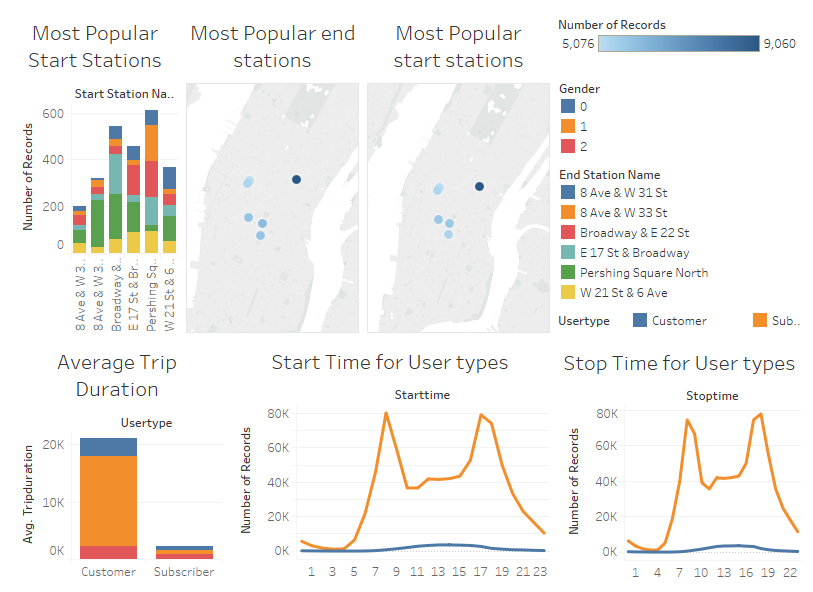 Most Popular
Start Stations
Most Popular end
stations
Most Popular
start stations
Number of Records
5,076
9,060
Start Station Na..
Number of Records
600
400
200
0
8 Ave & W 3..
8 Ave & W 3..
Broadway &..
E 17 St & Br..
Pershing Sq..
W 21 St & 6 ..
Gender
0
1
2
End Station Name
8 Ave & W 31 St
8 Ave & W 33 St
Broadway & E 22 St
E 17 St & Broadway
Pershing Square North
W 21 St & 6 Ave
Usertype
Customer
Sub..
Average Trip
Duration
Usertype
Avg. Tripduration
20K
10K
0K
Customer
Subscriber
Start Time for User types
Starttime
Number of Records
80K
60K
40K
20K
0K
1 3 5 7 9 11 13 15 17 19 21 23
Stop Time for User types
Stoptime
Number of Records
80K
60K
40K
20K
0K
1 4 7 10 13 16 19 22